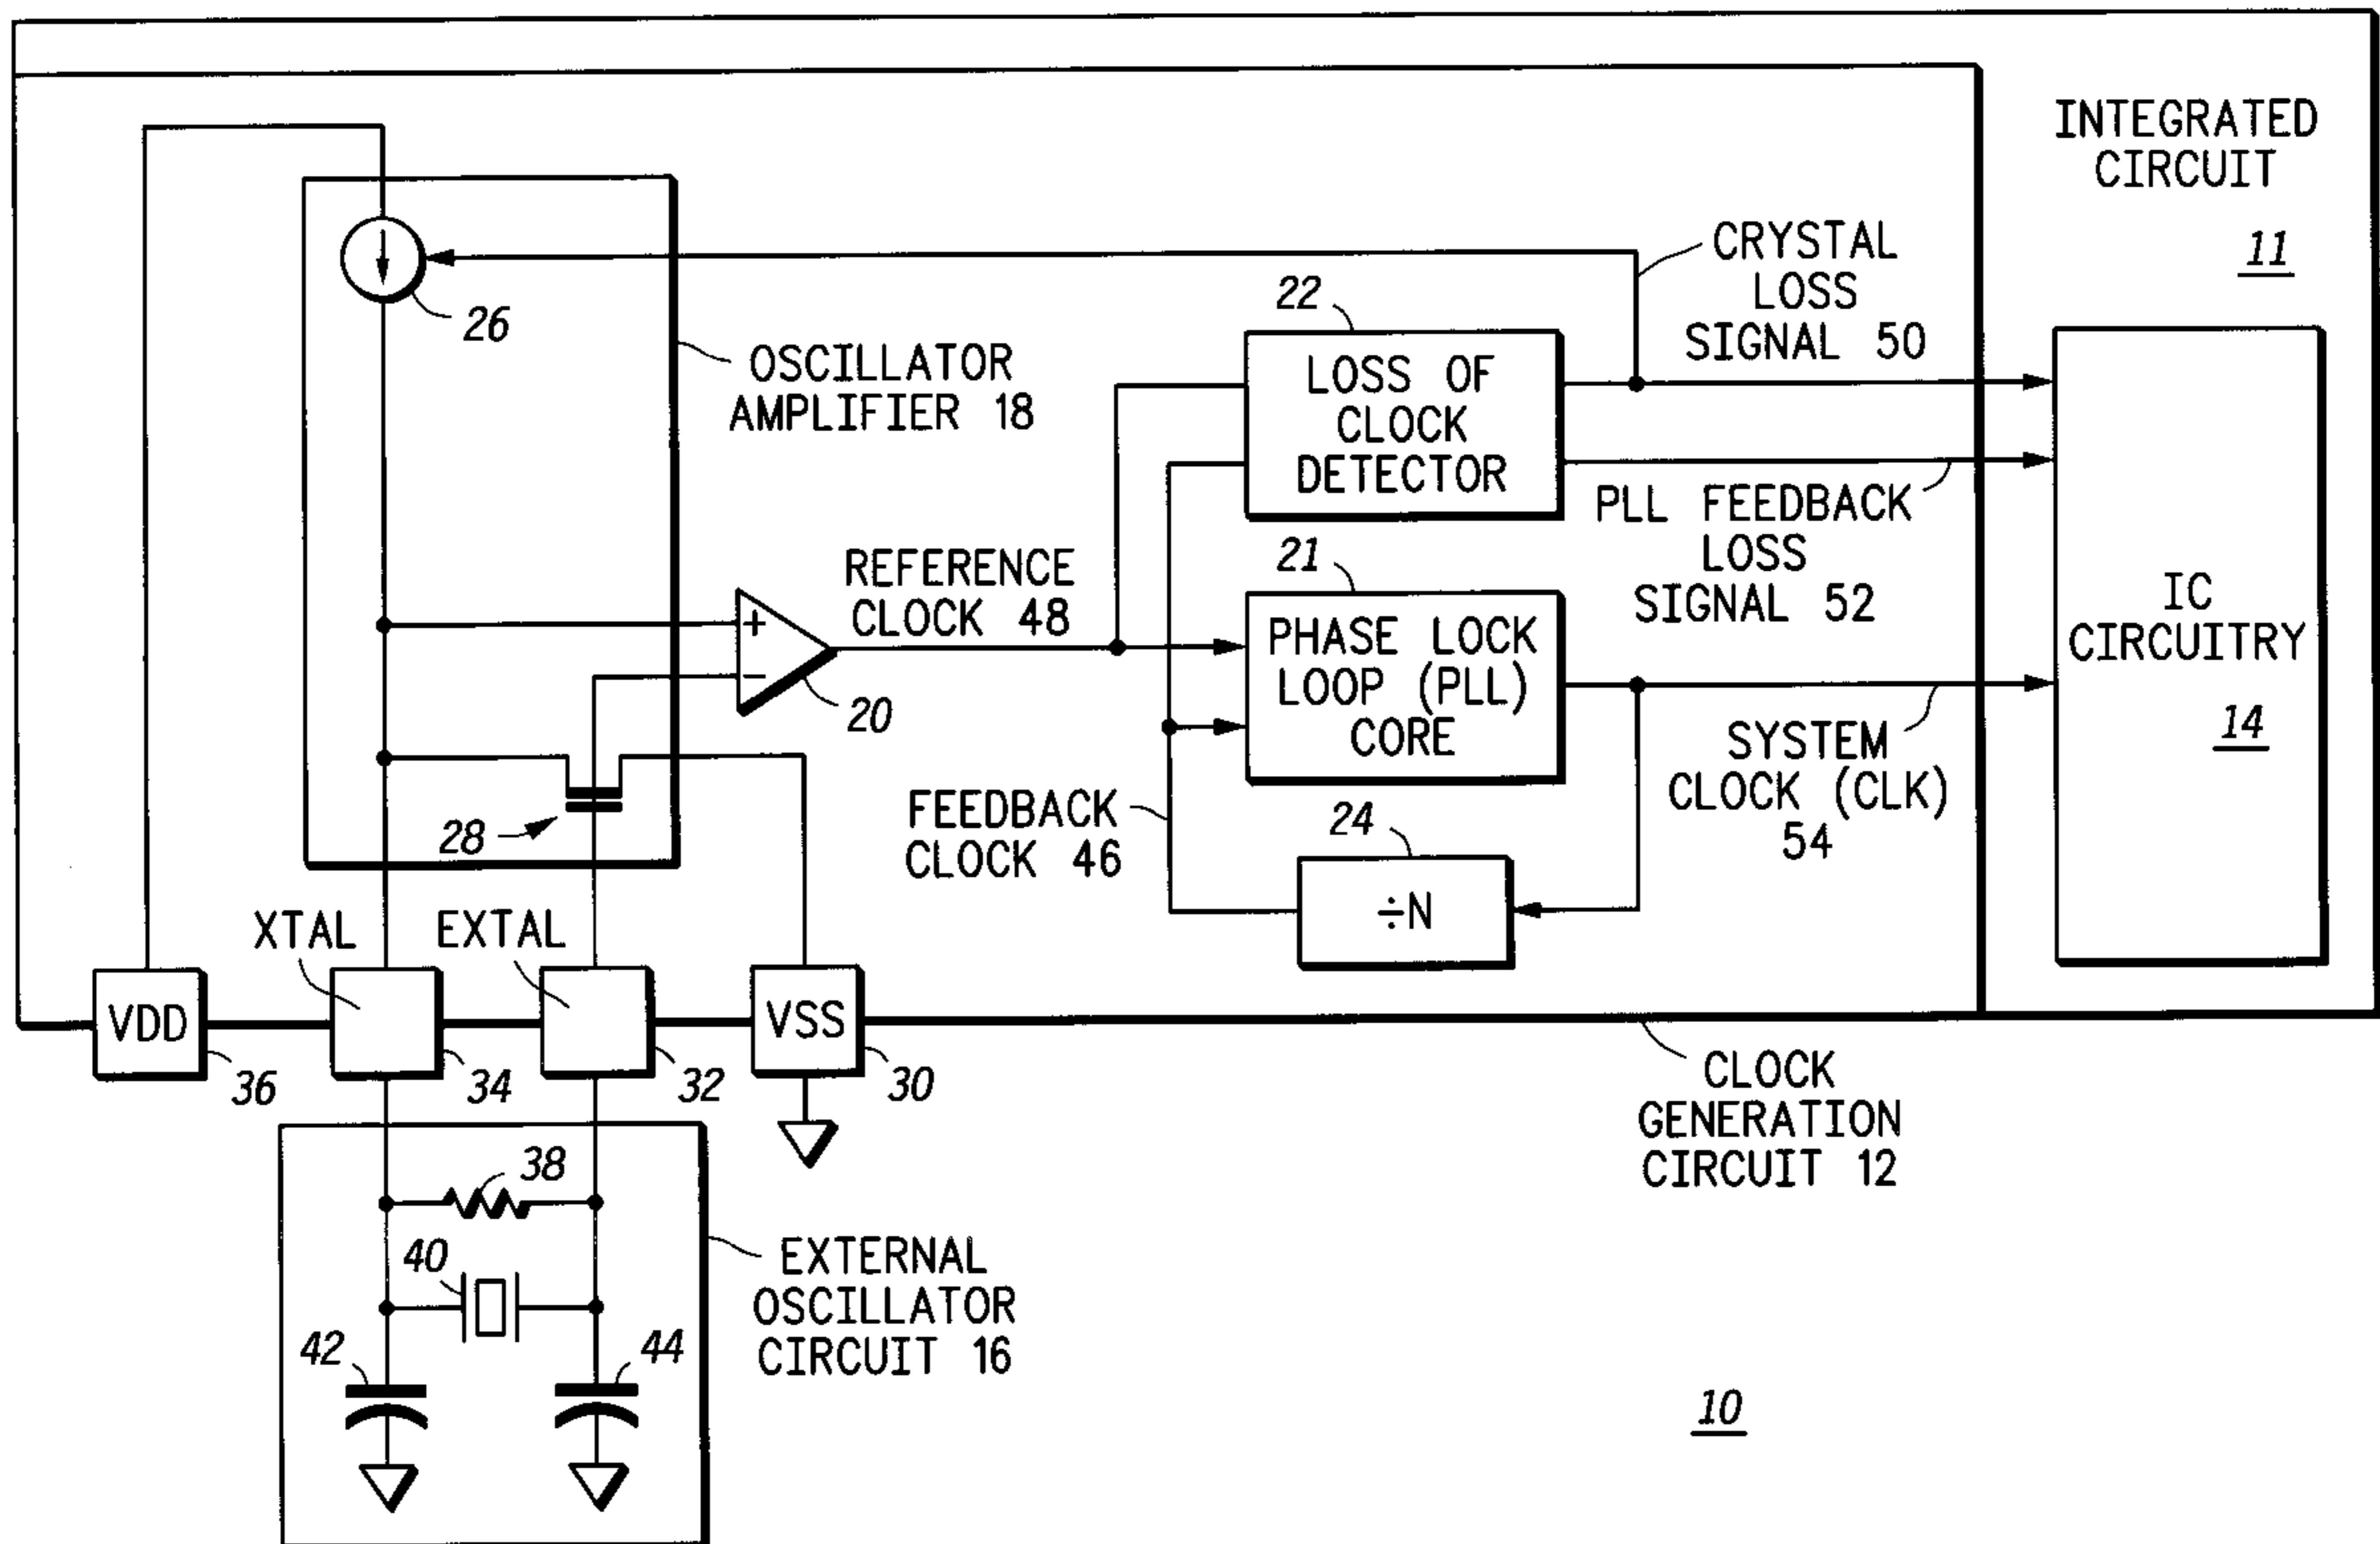 INTEGRATED
CIRCUIT
11
CRYSTAL
LOSS
SIGNAL 50
22
26
OSCILLATOR
AMPLIFIER 18
LOSS OF
CLOCK
DETECTOR
PLL FEEDBACK
LOSS
SIGNAL 52
REFERENCE
CLOCK 48
21
+
−
20
PHASE LOCK
LOOP (PLL)
CORE
IC
CIRCUITRY
14
SYSTEM
CLOCK (CLK)
54
28
FEEDBACK
CLOCK 46
24
÷N
XTAL
EXTAL
VDD
VSS
36
34
32
30
CLOCK
GENERATION
CIRCUIT 12
38
40
EXTERNAL
OSCILLATOR
CIRCUIT 16
42
44
10